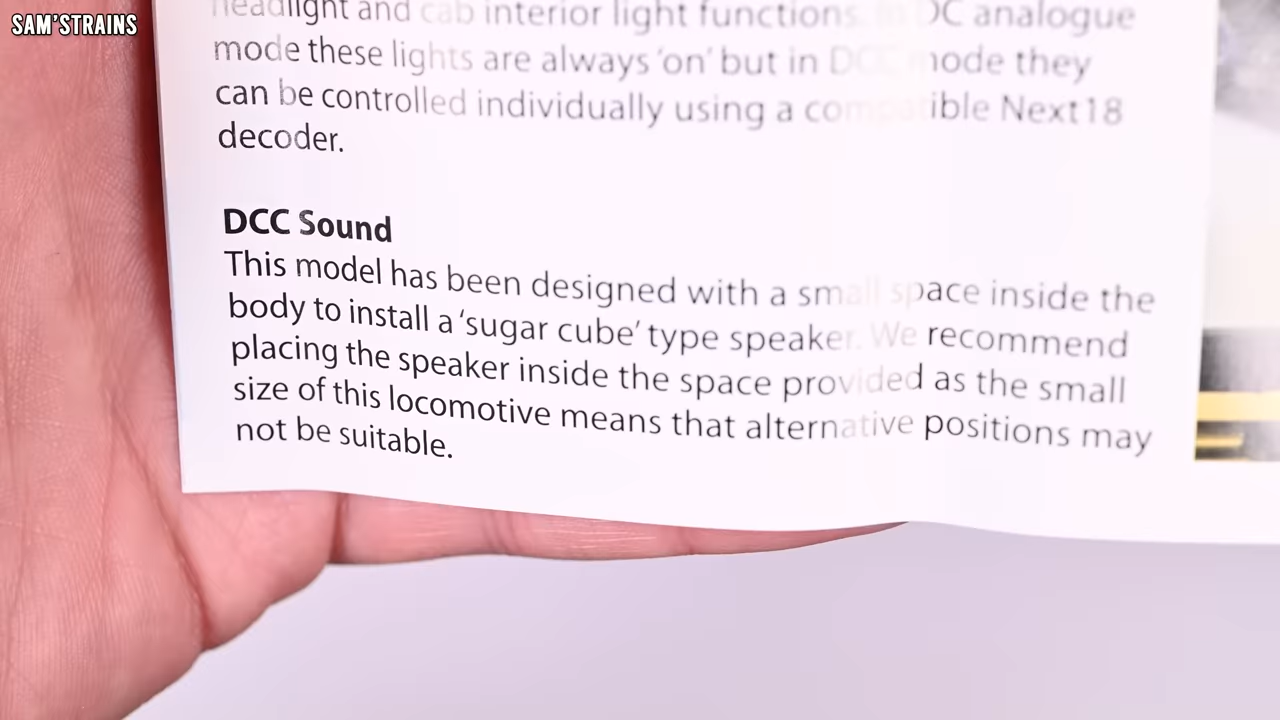 SAM'STRAINS
headlight and cab interior light functions. In DC analogue
mode these lights are always 'on' but in DCC mode they
can be controlled individually using a compatible Next18
decoder.
DCC Sound
This model has been designed with a small space inside the
body to install a 'sugar cube' type speaker. We recommend
placing the speaker inside the space provided as the small
size of this locomotive means that alternative positions may
not be suitable.